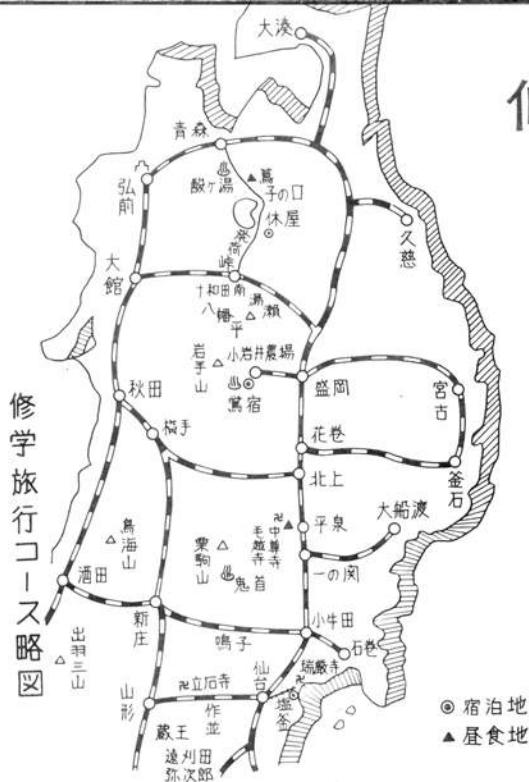 修学旅行コース略図
大湊
青森
弘前
酸ヶ湯
蔦
子の口
休屋
発荷峠
久慈
大館
十和田南
滑瀬
八幡平
岩手山
小岩井農場
鶯宿
盛岡
宮古
秋田
横手
花巻
北上
釜石
大船渡
平泉
卍中尊寺
毛越寺
一の関
鳥海山
栗駒山
鬼首
酒田
新庄
鳴子
小牛田
石巻
出羽三山
瑞厳寺
仙台
塩釜
卍立石寺
作並
山形
蔵王
遠刈田
弥次郎
◎宿泊地
▲昼食地